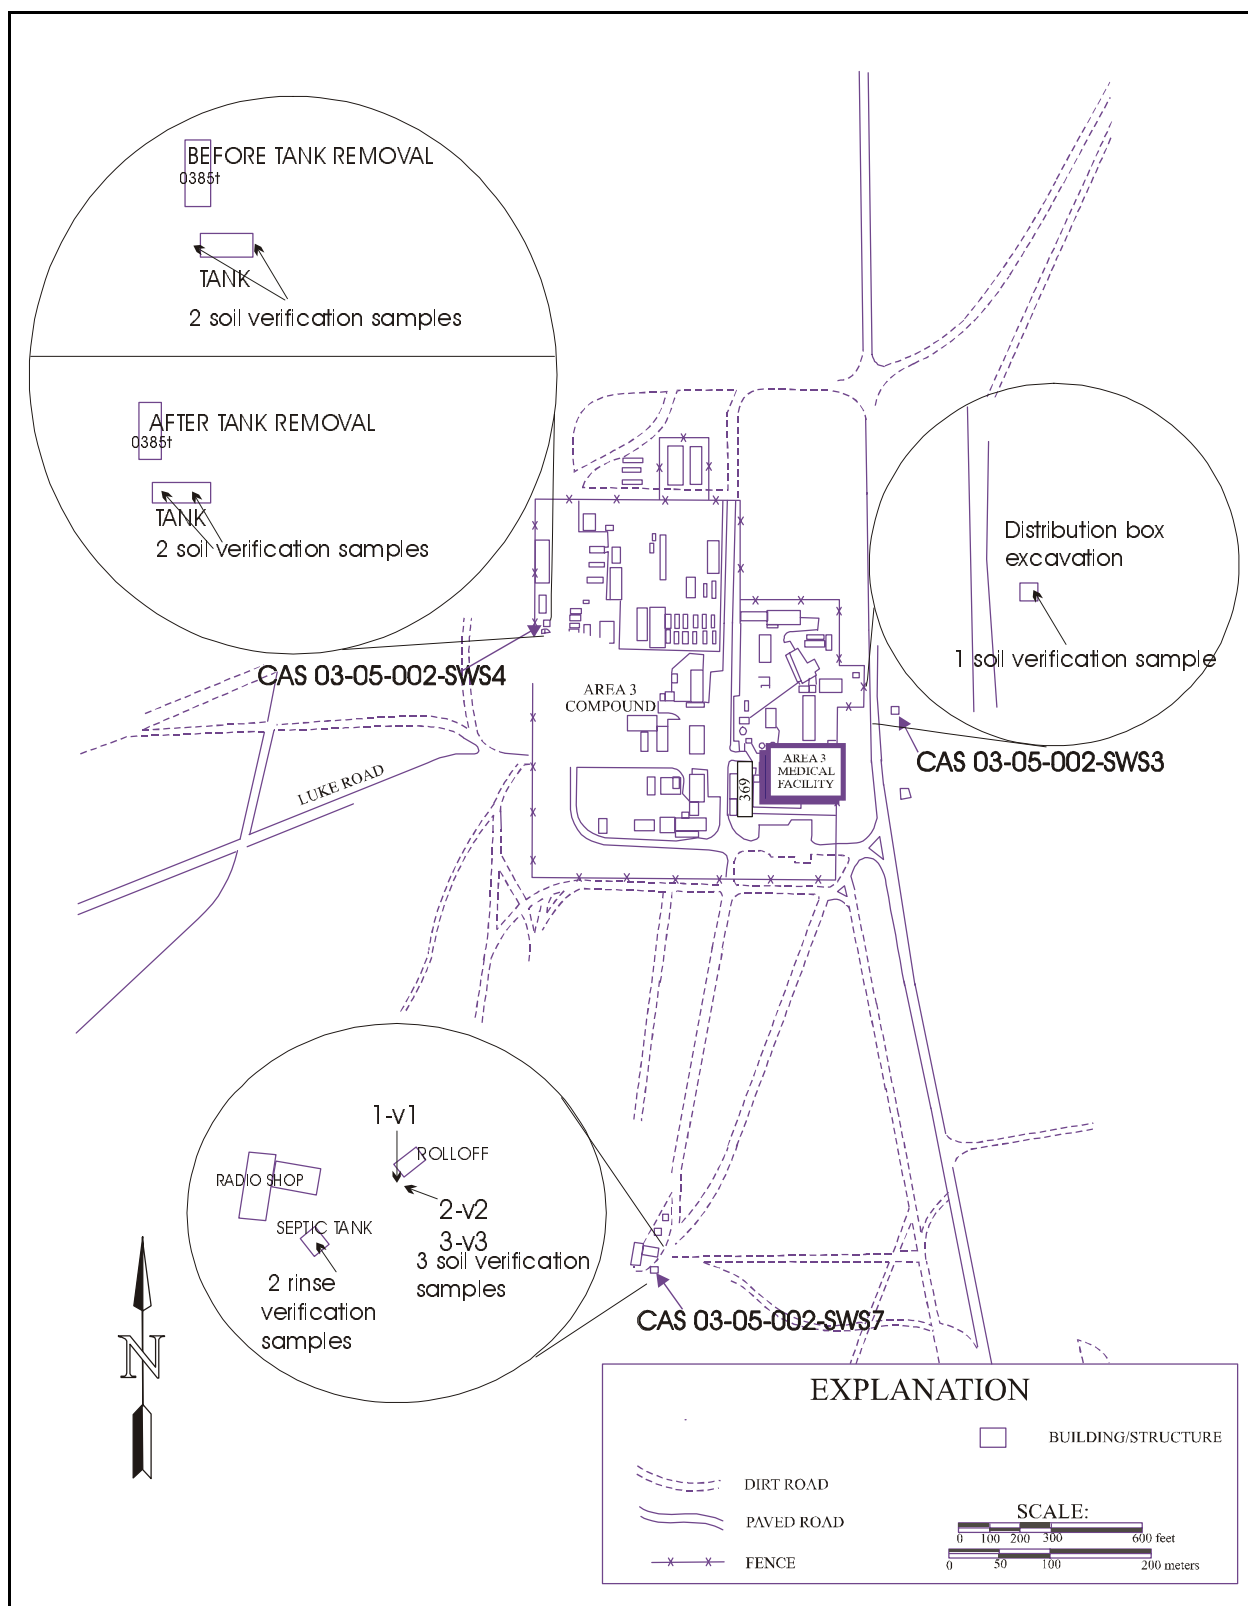 BEFORE TANK REMOVAL
0385t
TANK
2 soil verification samples
AFTER TANK REMOVAL
0385t
TANK
2 soil verification samples
Distribution box
excavation
1 soil verification sample
CAS 03-05-002-SWS4
AREA 3
COMPOUND
CAS 03-05-002-SWS3
AREA 3
MEDICAL
FACILITY
369
LUKE ROAD
1-v1
ROLLOFF
RADIO SHOP
2-v2
3-v3
3 soil verification
samples
SEPTIC TANK
2 rinse
verification
samples
CAS 03-05-002-SWS7
N
EXPLANATION
BUILDING/STRUCTURE
DIRT ROAD
PAVED ROAD
FENCE
SCALE:
0 100 200 300 600 feet
0 50 100 200 meters